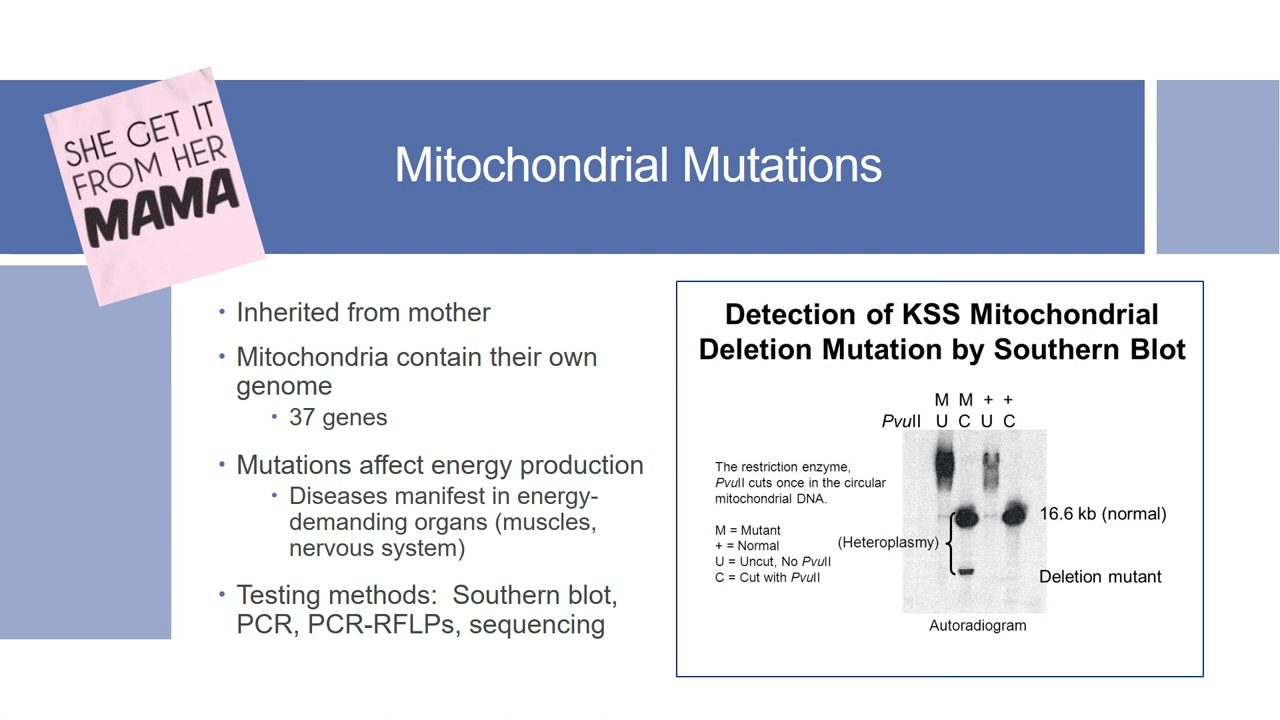 SHE GET IT
FROM HER
MAMA
Mitochondrial Mutations
• Inherited from mother
• Mitochondria contain their own
genome
• 37 genes
• Mutations affect energy production
• Diseases manifest in energy-
demanding organs (muscles,
nervous system)
• Testing methods:  Southern blot,
PCR, PCR-RFLPs, sequencing
Detection of KSS Mitochondrial
Deletion Mutation by Southern Blot
M M + +
PvuII U C U C
The restriction enzyme,
PvuII cuts once in the circular
mitochondrial DNA.
M = Mutant
+ = Normal
U = Uncut, No PvuII
C = Cut with PvuII
(Heteroplasmy)
16.6 kb (normal)
Deletion mutant
Autoradiogram